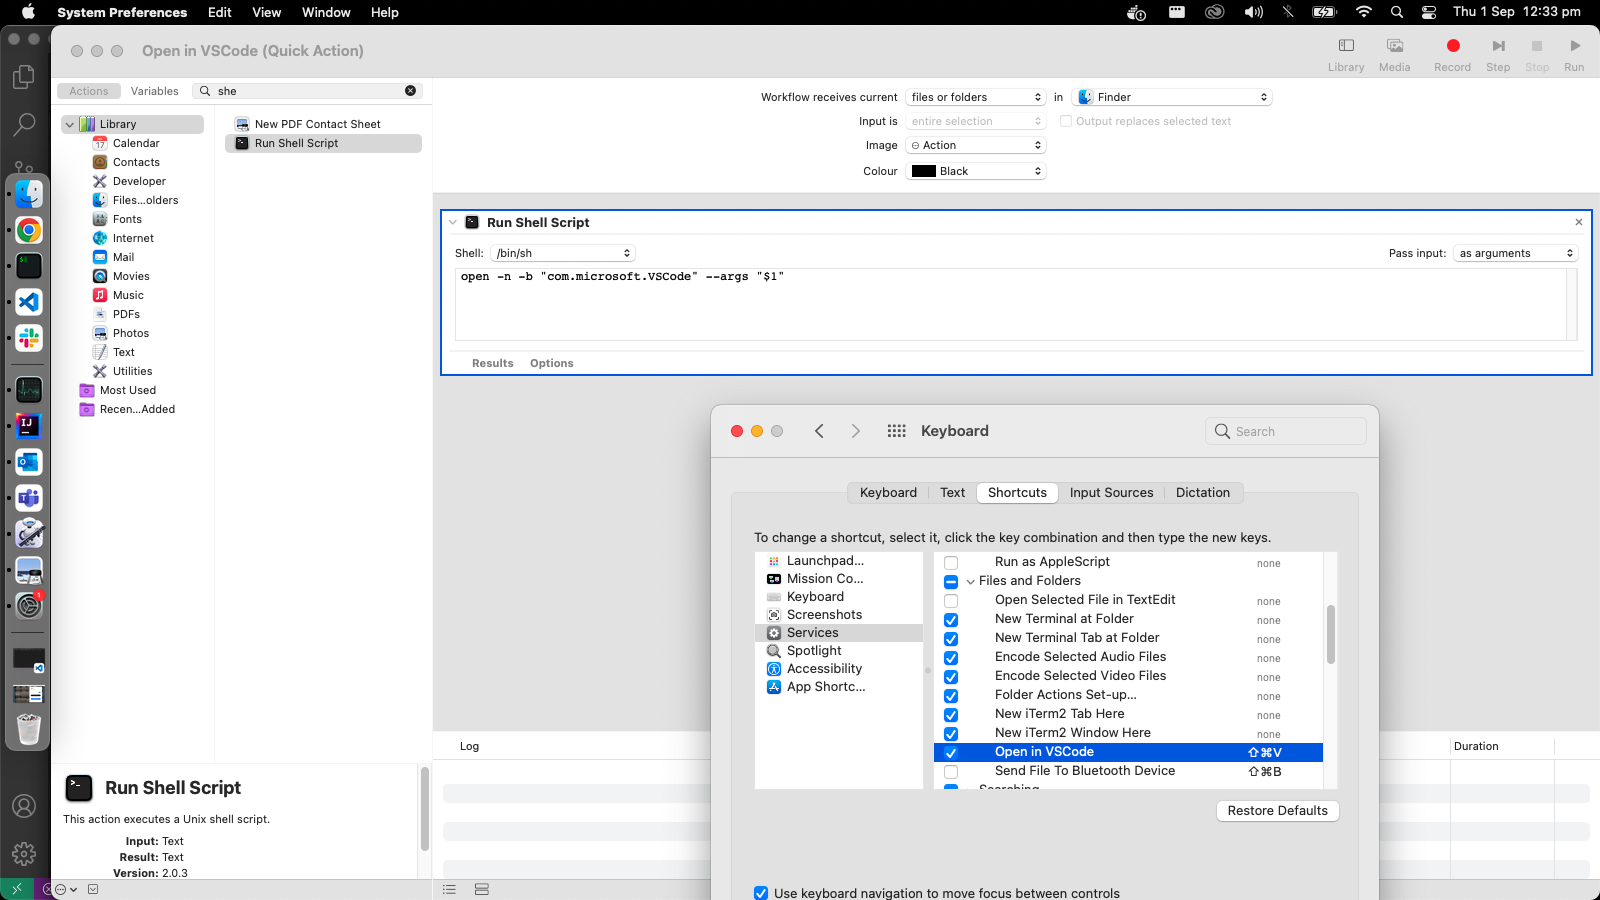 System Preferences Edit View Window Help
Thu 1 Sep 12:33 pm
Open in VSCode (Quick Action)
Library Media Record Step Stop Run
Actions Variables she
Library
Calendar
Contacts
Developer
Files...olders
Fonts
Internet
Mail
Movies
Music
PDFs
Photos
Text
Utilities
Most Used
Recen...Added
New PDF Contact Sheet
Run Shell Script
Workflow receives current files or folders in Finder
Input is entire selection Output replaces selected text
Image Action
Colour Black
Run Shell Script
Shell: /bin/sh Pass input: as arguments
open -n -b "com.microsoft.VSCode" --args "$1"
Results Options
Keyboard
Search
Keyboard Text Shortcuts Input Sources Dictation
To change a shortcut, select it, click the key combination and then type the new keys.
Launchpad...
Mission Co...
Keyboard
Screenshots
Services
Spotlight
Accessibility
App Shortc...
Run as AppleScript none
Files and Folders
Open Selected File in TextEdit none
New Terminal at Folder none
New Terminal Tab at Folder none
Encode Selected Audio Files none
Encode Selected Video Files none
Folder Actions Set-up... none
New iTerm2 Tab Here none
New iTerm2 Window Here none
Open in VSCode ⇧⌘V
Send File To Bluetooth Device ⇧⌘B
Searching
Restore Defaults
Use keyboard navigation to move focus between controls
Log Duration
Run Shell Script
This action executes a Unix shell script.
Input: Text
Result: Text
Version: 2.0.3
IJ
1